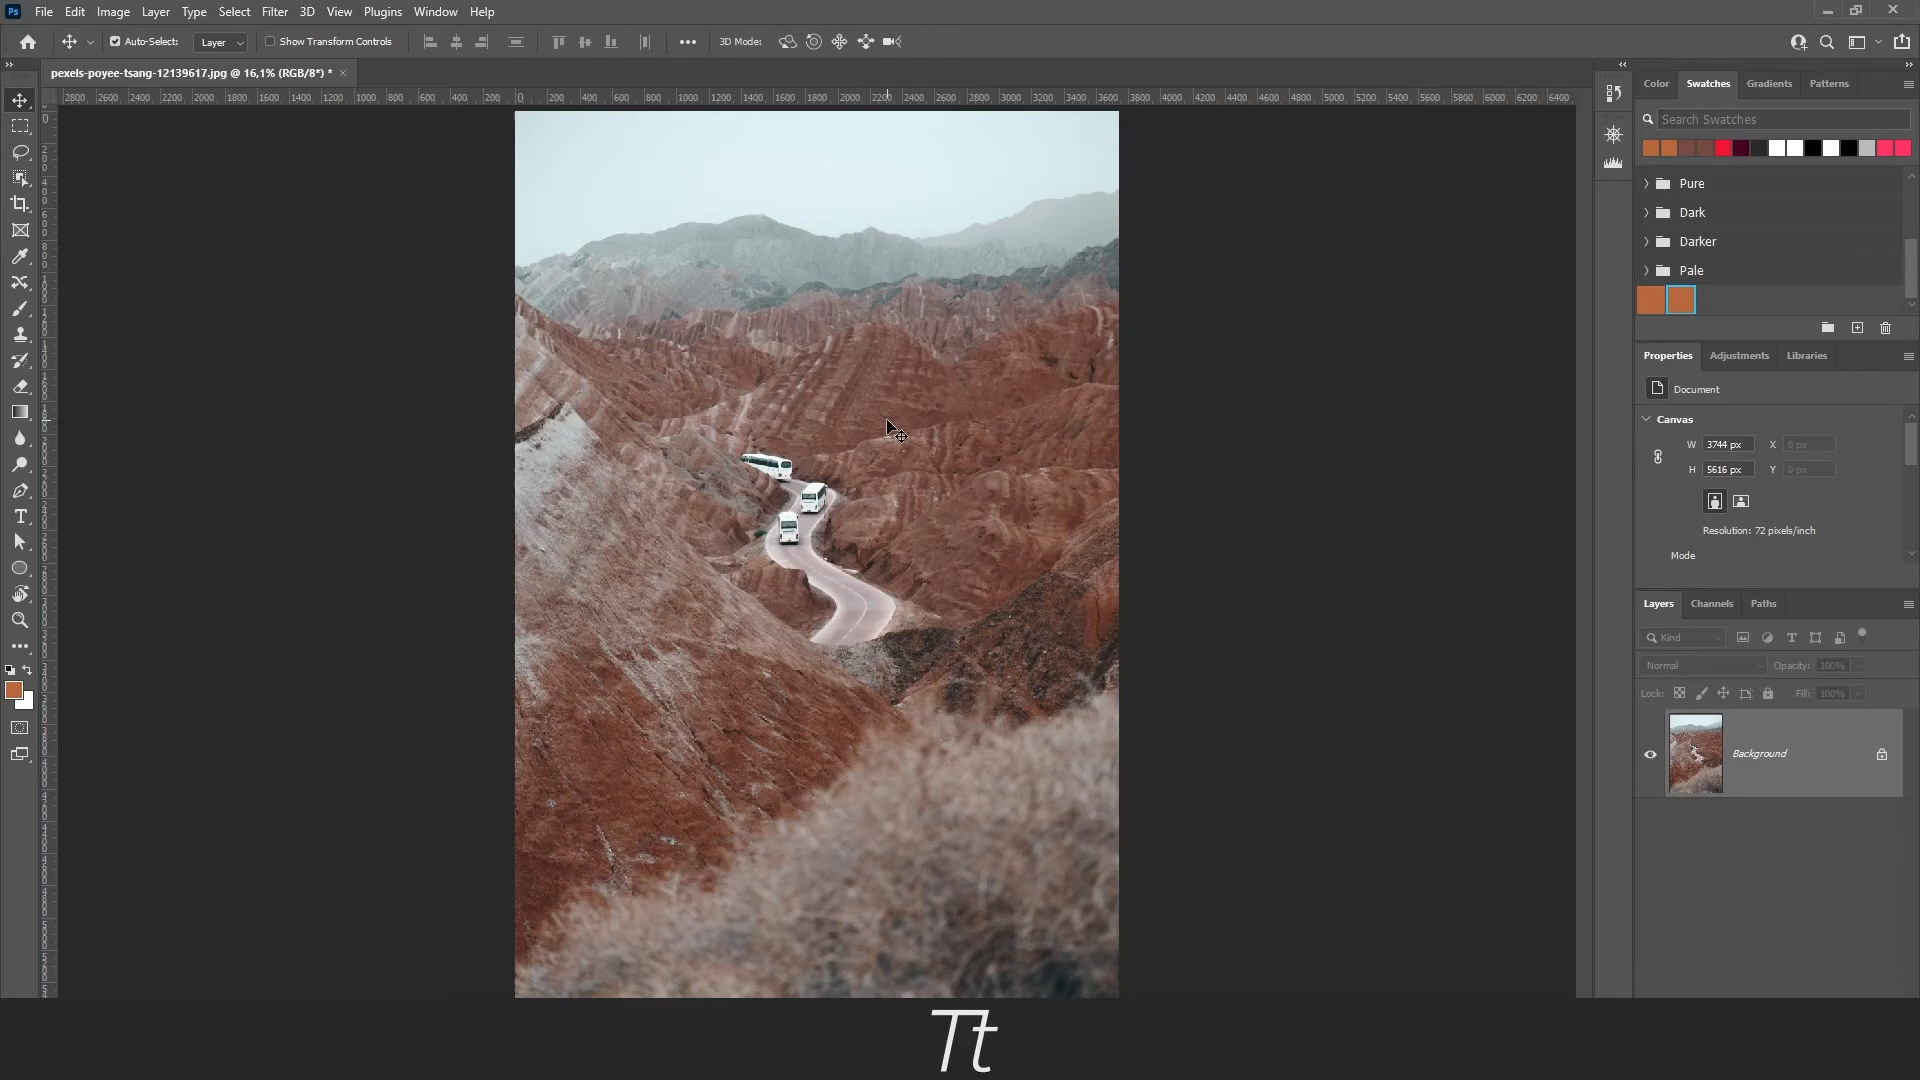 Ps File Edit Image Layer Type Select Filter 3D View Plugins Window Help
Auto-Select: Layer Show Transform Controls 3D Mode:
pexels-poyee-tsang-12139617.jpg @ 16,1% (RGB/8*) *
2800 2600 2400 2200 2000 1800 1600 1400 1200 1000 800 600 400 200 0 200 400 600 800 1000 1200 1400 1600 1800 2000 2200 2400 2600 2800 3000 3200 3400 3600 3800 4000 4200 4400 4600 4800 5000 5200 5400 5600 5800 6000 6200 6400
Color Swatches Gradients Patterns
Search Swatches
Pure
Dark
Darker
Pale
Properties Adjustments Libraries
Document
Canvas
W 3744 px X 0 px
H 5616 px Y 0 px
Resolution: 72 pixels/inch
Mode
Layers Channels Paths
Kind
Normal Opacity: 100%
Lock: Fill: 100%
Background
Tt